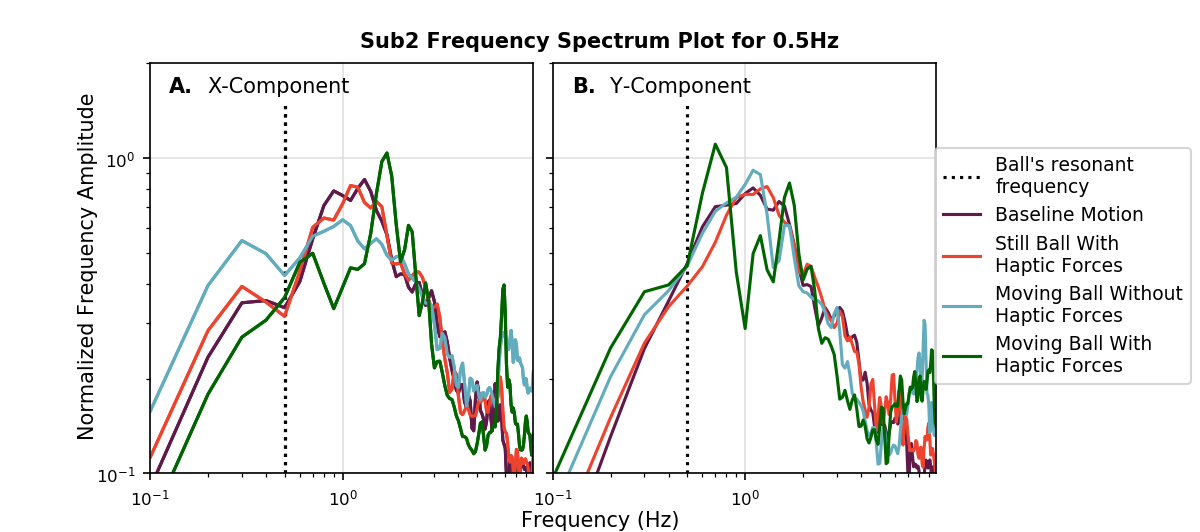 Sub2 Frequency Spectrum Plot for 0.5Hz
Normalized Frequency Amplitude
A. X-Component
B. Y-Component
10⁰
10⁻¹
10⁻¹
10⁰
10⁻¹
10⁰
Frequency (Hz)
Ball's resonant
frequency
Baseline Motion
Still Ball With
Haptic Forces
Moving Ball Without
Haptic Forces
Moving Ball With
Haptic Forces